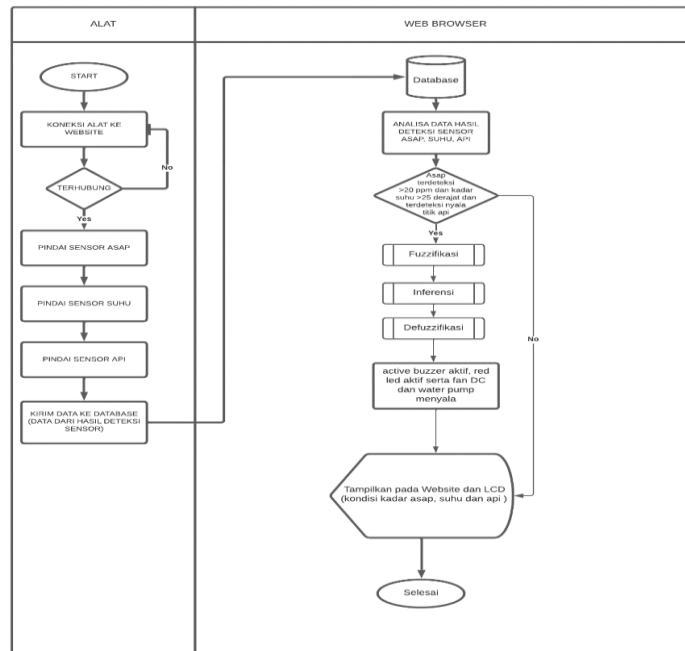 ALAT
WEB BROWSER
START
KONEKSI ALAT KE
WEBSITE
No
TERHUBUNG
Yes
PINDAI SENSOR ASAP
PINDAI SENSOR SUHU
PINDAI SENSOR API
KIRIM DATA KE DATABASE
(DATA DARI HASIL DETEKSI
SENSOR)
Database
ANALISA DATA HASIL
DETEKSI SENSOR
ASAP, SUHU, API
Asap
terdeteksi
>20 ppm dan kadar
suhu >25 derajat dan
terdeteksi nyala
titik api
Yes
Fuzzifikasi
Inferensi
Defuzzifikasi
No
active buzzer aktif, red
led aktif serta fan DC
dan water pump
menyala
Tampilkan pada Website dan LCD
(kondisi kadar asap, suhu dan api )
Selesai